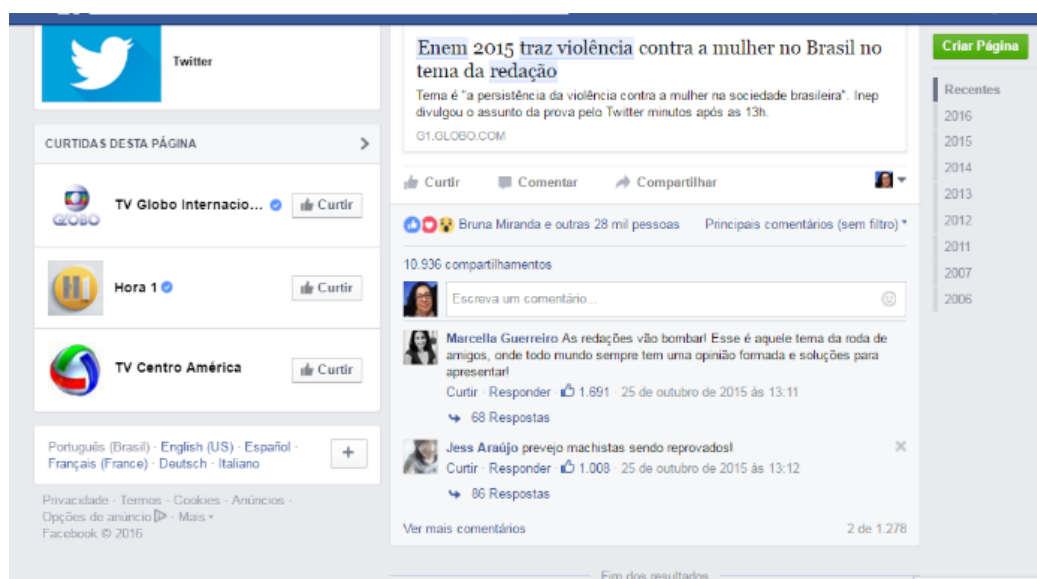 Twitter
CURTIDAS DESTA PÁGINA
GLOBO
TV Globo Internacio...
Curtir
Hora 1
Curtir
TV Centro América
Curtir
Português (Brasil) · English (US) · Español ·
Français (France) · Deutsch · Italiano
+
Privacidade · Termos · Cookies · Anúncios ·
Opções de anúncio · Mais
Facebook © 2016
Enem 2015 traz violência contra a mulher no Brasil no
tema da redação
Tema é "a persistência da violência contra a mulher na sociedade brasileira". Inep
divulgou o assunto da prova pelo Twitter minutos após as 13h.
G1.GLOBO.COM
Curtir Comentar Compartilhar
Bruna Miranda e outras 28 mil pessoas Principais comentários (sem filtro)
10.936 compartilhamentos
Escreva um comentário...
Marcella Guerreiro As redações vão bombar! Esse é aquele tema da roda de
amigos, onde todo mundo sempre tem uma opinião formada e soluções para
apresentar!
Curtir · Responder · 1.691 · 25 de outubro de 2015 às 13:11
68 Respostas
Jess Araújo prevejo machistas sendo reprovados!
Curtir · Responder · 1.008 · 25 de outubro de 2015 às 13:12
86 Respostas
Ver mais comentários 2 de 1.278
Fim dos resultados
Criar Página
Recentes
2016
2015
2014
2013
2012
2011
2007
2006